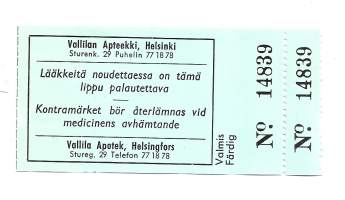 Vallilan Apteekki, Helsinki
Sturenk. 29 Puhelin 77 18 78
Lääkkeitä noudettaessa on tämä
lippu palautettava
Kontramärket bör återlämnas vid
medicinens avhämtande
Vallila Apotek, Helsingfors
Stureg. 29 Telefon 77 18 78
Valmis
Färdig
No. 14839
No. 14839